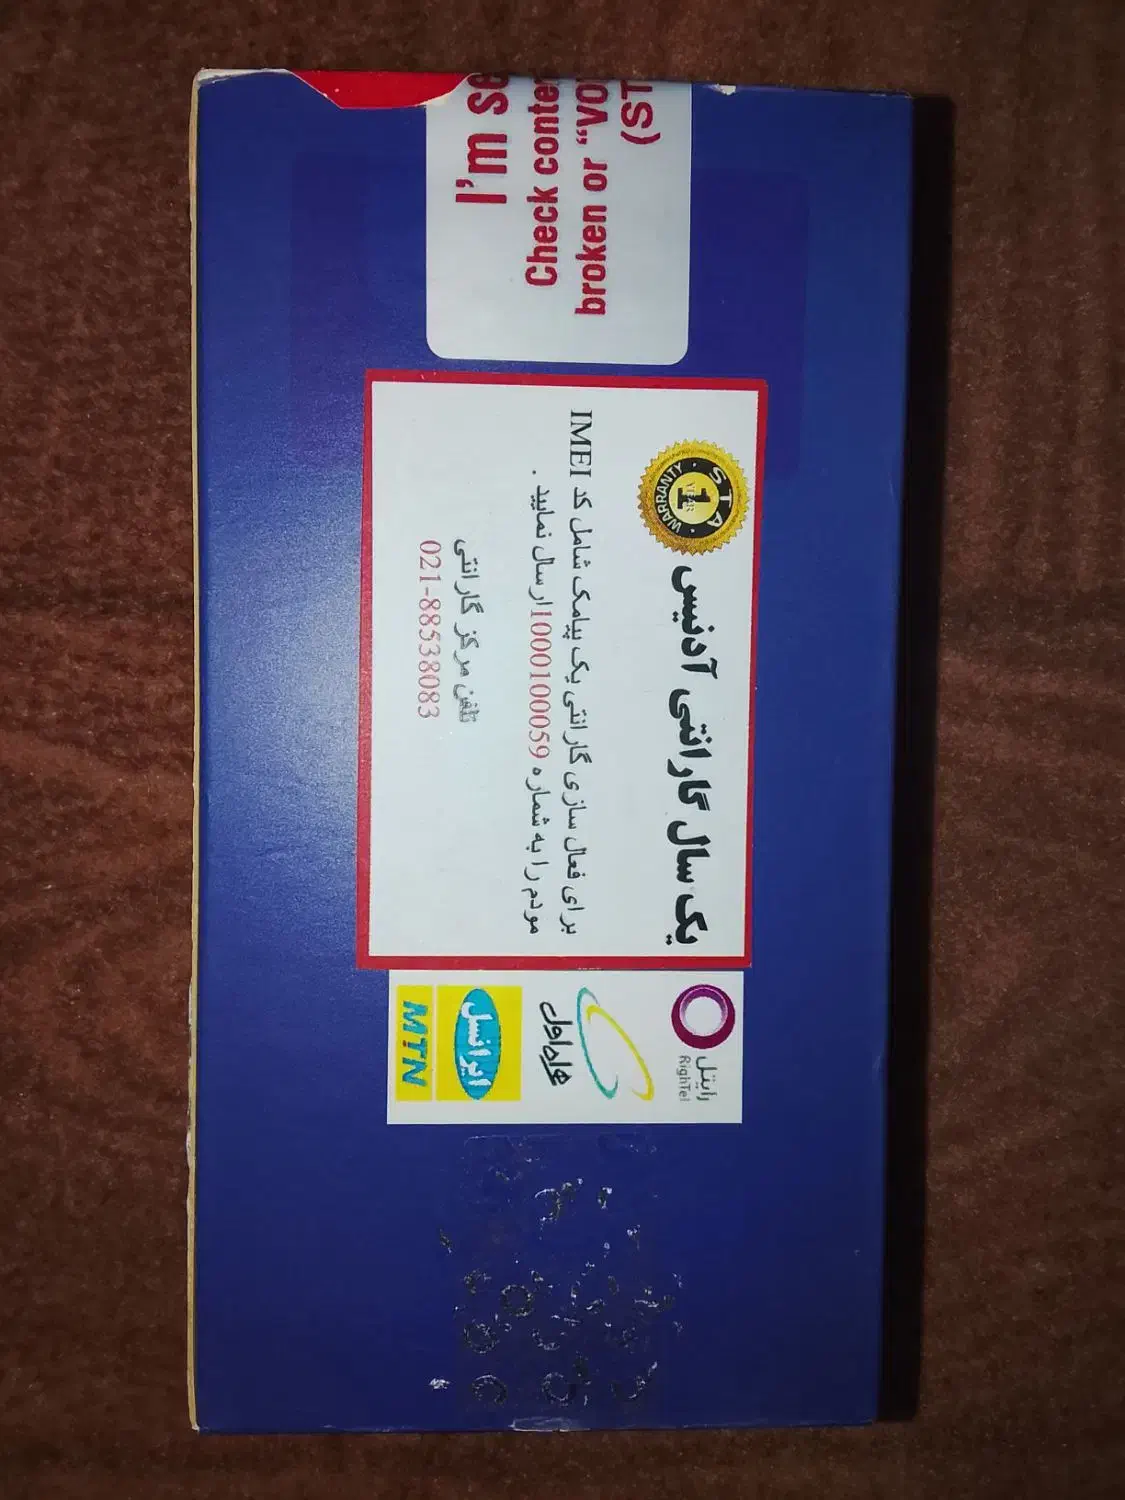 I'm se
Check conte
broken or "VO
(ST
STA
1
YEAR
WARRANTY
یک سال گارانتی آدنیس
برای فعال سازی گارانتی یک پیامک شامل کد IMEI
مودم را به شماره 1000100059 ارسال نمایید .
تلفن مرکز گارانتی
021-88538083
رایتل
RighTel
همراه اول
ایرانسل
MTN